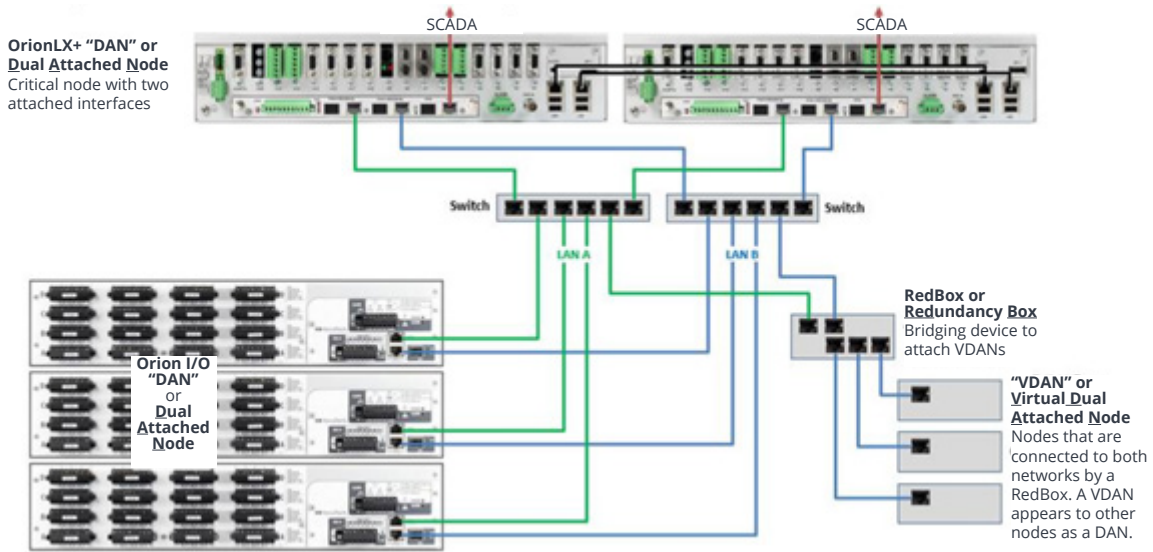 SCADA
SCADA
OrionLX+ “DAN” or
Dual Attached Node
Critical node with two
attached interfaces
Switch
Switch
LAN A
LAN B
RedBox or
Redundancy Box
Bridging device to
attach VDANs
Orion I/O
“DAN”
or
Dual
Attached
Node
“VDAN” or
Virtual Dual
Attached Node
Nodes that are
connected to both
networks by a
RedBox. A VDAN
appears to other
nodes as a DAN.